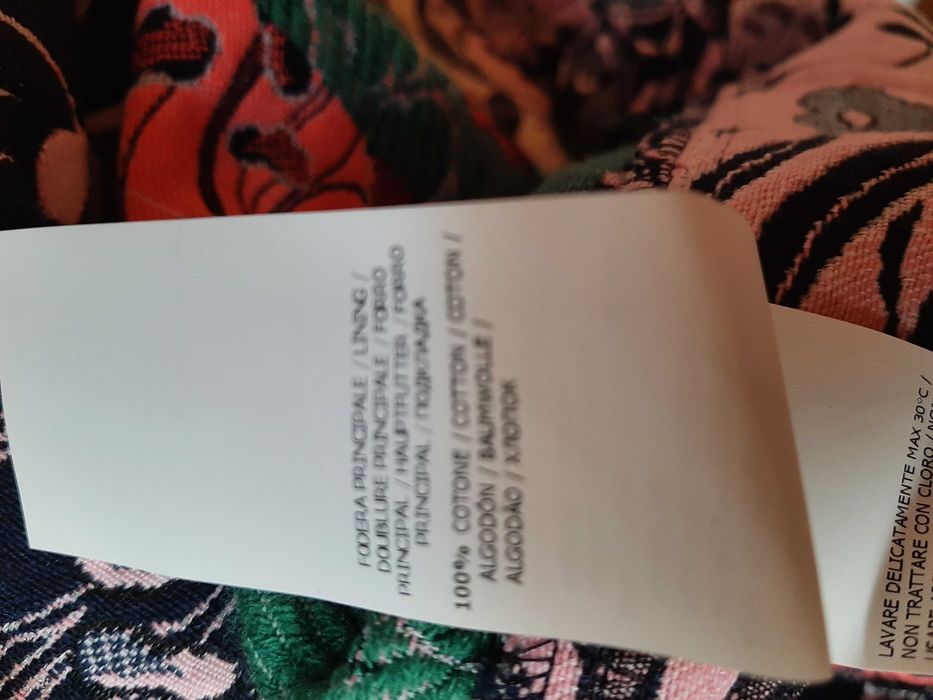 FODERA PRINCIPALE / LINING /
DOUBLURE PRINCIPALE / FORRO
PRINCIPAL / HAUPTFUTTER / FORRO
PRINCIPAL / ПОДКЛАДКА
100% COTONE / COTTON / COTTON /
ALGODÓN / BAUMWOLLE /
ALGODÃO / ХЛОПОК
LAVARE DELICATAMENTE MAX 30°C /
NON TRATTARE CON CLORO /